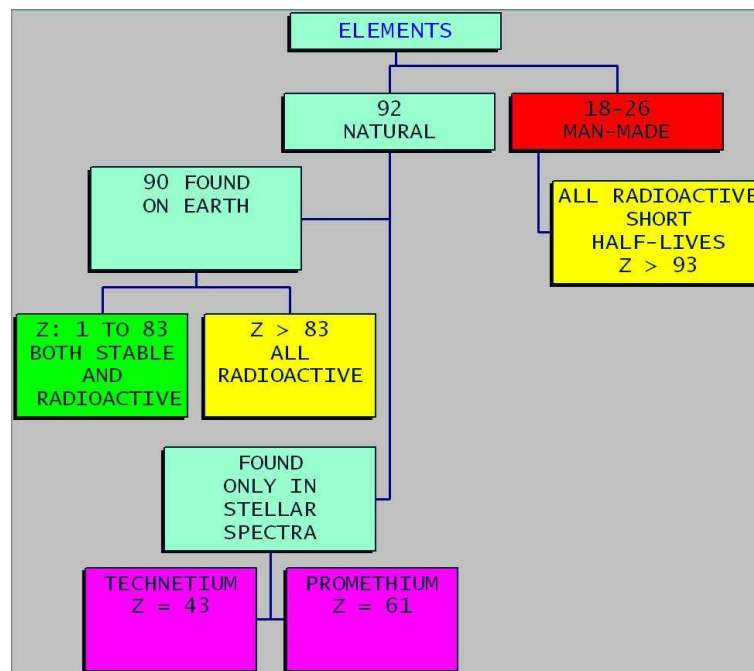 ELEMENTS
92
NATURAL
18-26
MAN-MADE
90 FOUND
ON EARTH
ALL RADIOACTIVE
SHORT
HALF-LIVES
Z > 93
Z: 1 TO 83
BOTH STABLE
AND
RADIOACTIVE
Z > 83
ALL
RADIOACTIVE
FOUND
ONLY IN
STELLAR
SPECTRA
TECHNETIUM
Z = 43
PROMETHIUM
Z = 61